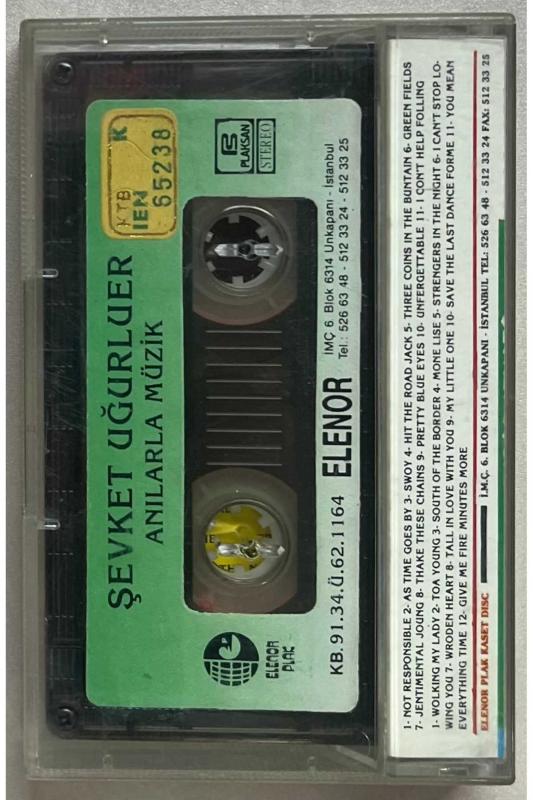 ŞEVKET UĞURLUER
ANILARLA MÜZİK
KTB K
IEN
65238
PLAKSAN
STEREO
İMÇ 6. Blok 6314 Unkapanı - İstanbul
Tel.: 526 63 48 - 512 33 24 - 512 33 25
ELENOR
PLAK
KB.91.34.Ü.62.1164 ELENOR
1- NOT RESPONSIBLE 2- AS TIME GOES BY 3- SWOY 4- HIT THE ROAD JACK 5- THREE COINS IN THE BUNTAIN 6- GREEN FIELDS
7- JENTIMENTAL JOUNG 8- THAKE THESE CHAINS 9- PRETTY BLUE EYES 10- UNFERGETTABLE 11- I CON'T HELP FOLLING
1- WOLKING MY LADY 2- TOA YOUNG 3- SOUTH OF THE BORDER 4- MONE LISE 5- STRENGERS IN THE NIGHT 6- I CAN'T STOP LO-
WING YOU 7- WRODEN HEART 8- TALL IN LOVE WITH YOU 9- MY LITTLE ONE 10- SAVE THE LAST DANCE FORME 11- YOU MEAN
EVERYTHING TIME 12- GIVE ME FIRE MINUTES MORE
ELENOR PLAK KASET DISC İ.M.Ç. 6. BLOK 6314 UNKAPANI - İSTANBUL TEL: 526 63 48 - 512 33 24 FAX: 512 33 25